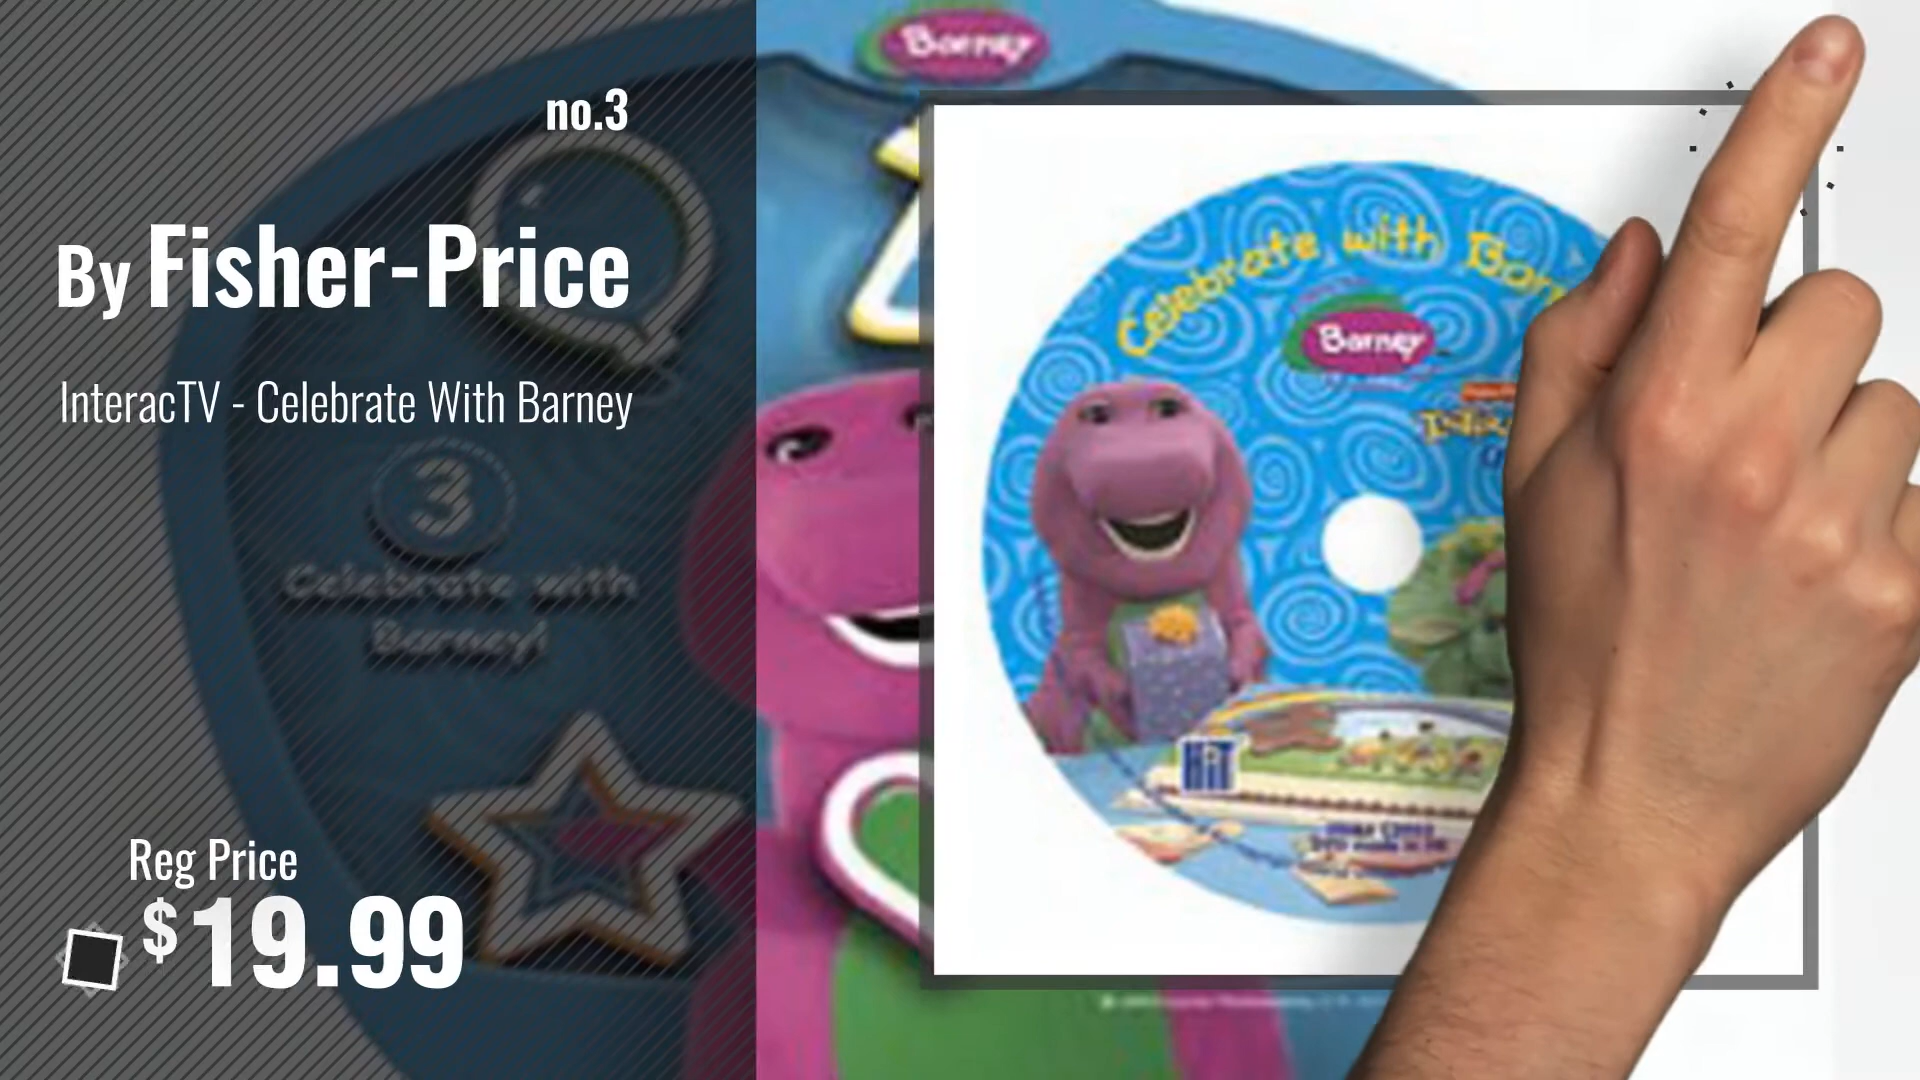 no.3
By Fisher-Price
InteracTV - Celebrate With Barney
3
Celebrate with
Barney!
Reg Price
$19.99
Barney
Celebrate with
Barney
HiT